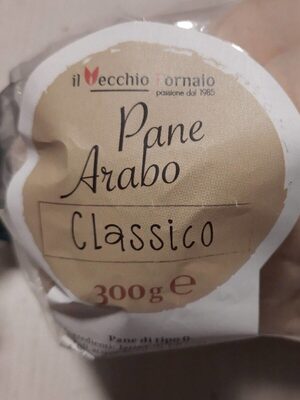 il Vecchio Fornaio
passione dal 1985
Pane
Arabo
Classico
300g e
Pane di tipo 0